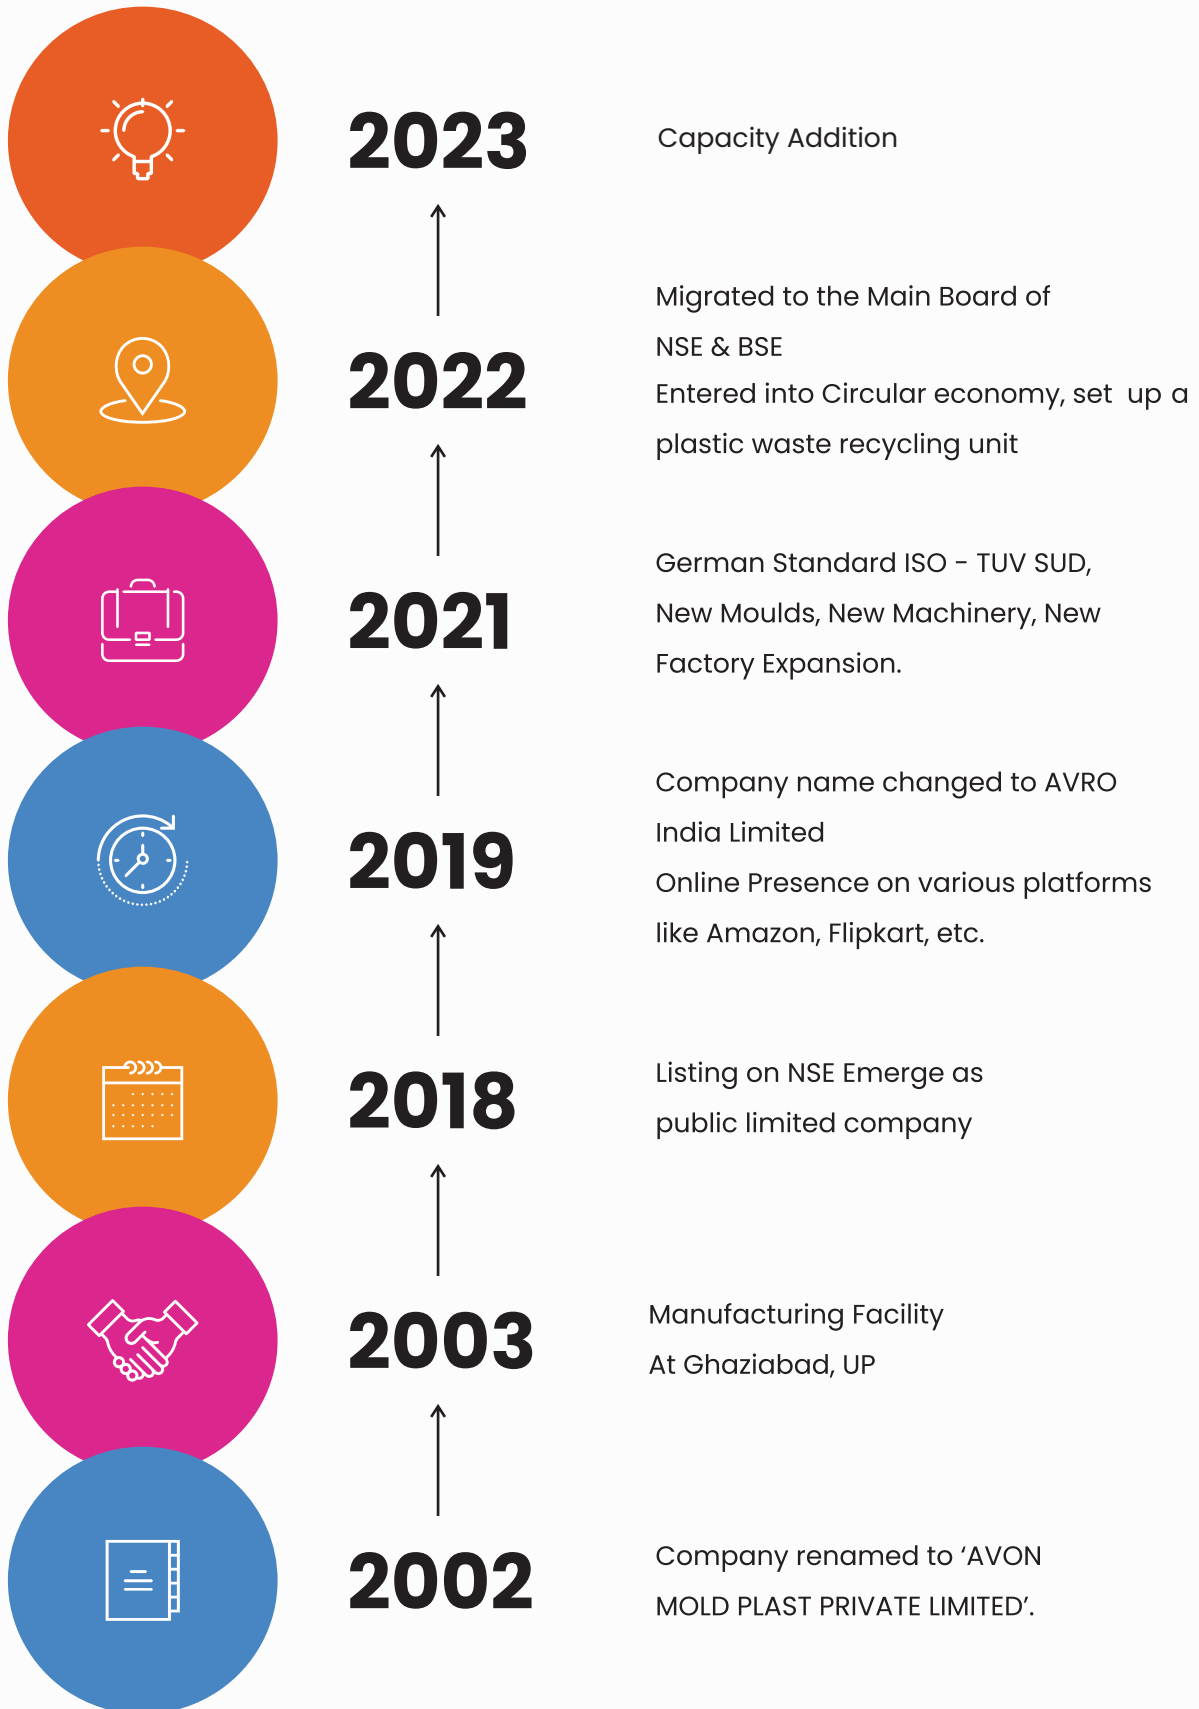 2023
Capacity Addition
2022
Migrated to the Main Board of
NSE & BSE
Entered into Circular economy, set up a
plastic waste recycling unit
2021
German Standard ISO - TUV SUD,
New Moulds, New Machinery, New
Factory Expansion.
2019
Company name changed to AVRO
India Limited
Online Presence on various platforms
like Amazon, Flipkart, etc.
2018
Listing on NSE Emerge as
public limited company
2003
Manufacturing Facility
At Ghaziabad, UP
2002
Company renamed to ‘AVON
MOLD PLAST PRIVATE LIMITED’.